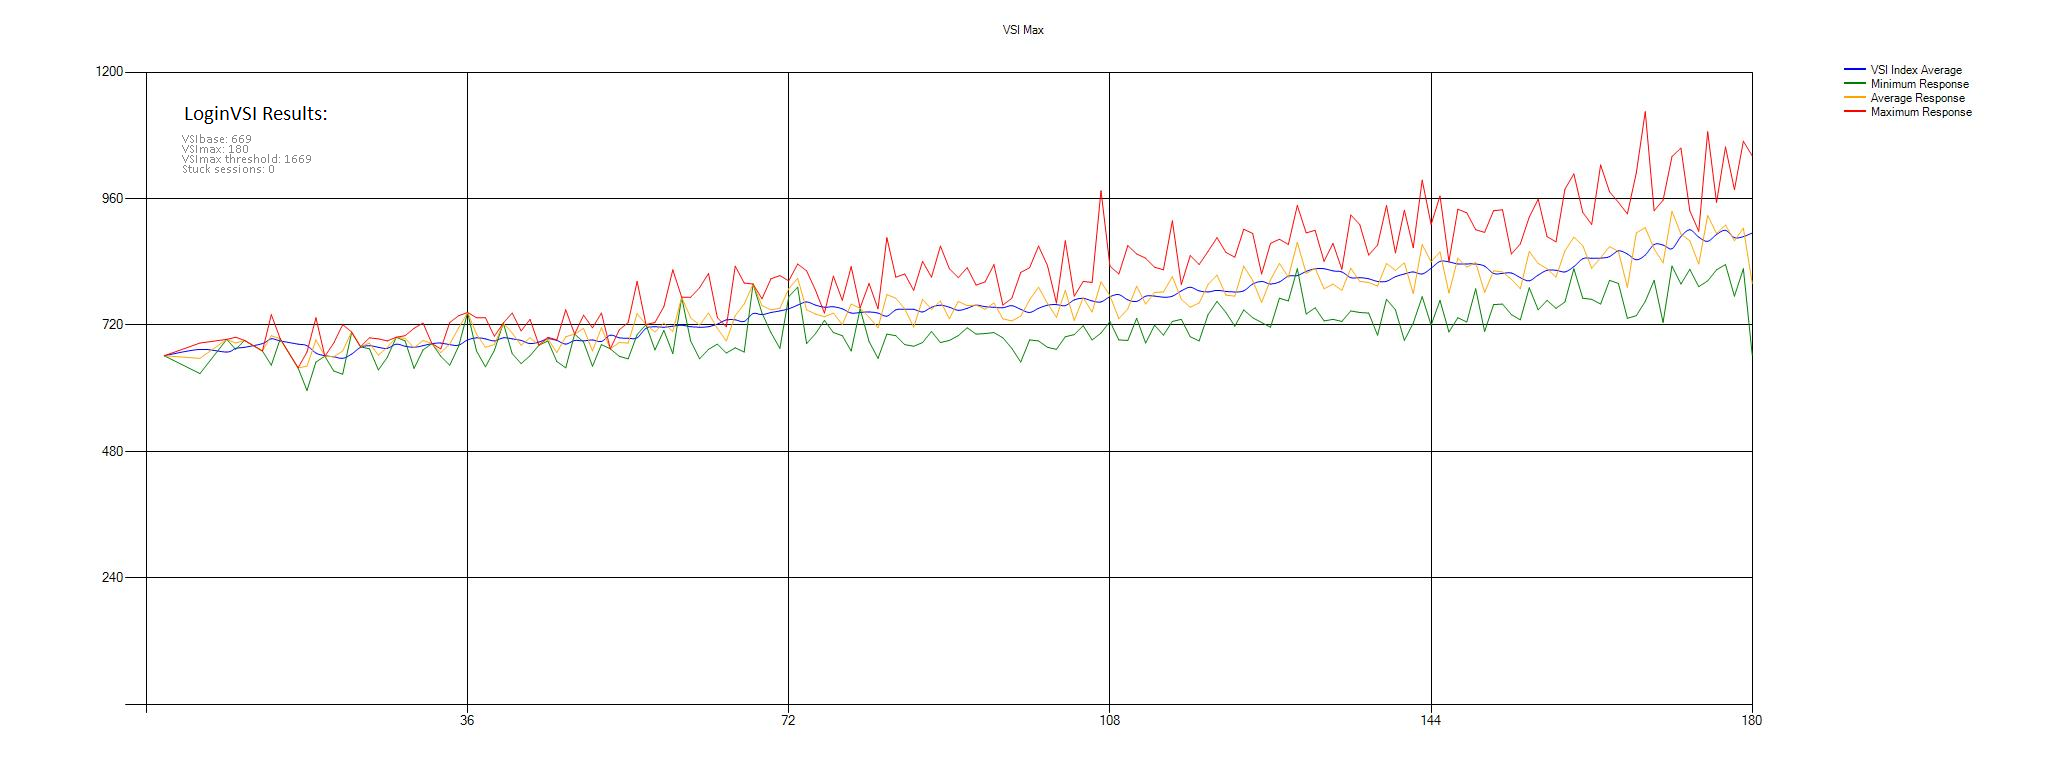 VSI Max
1200
960
720
480
240
LoginVSI Results:
VSIbase: 669
VSImax: 180
VSImax threshold: 1669
Stuck sessions: 0
VSI Index Average
Minimum Response
Average Response
Maximum Response
36
72
108
144
180